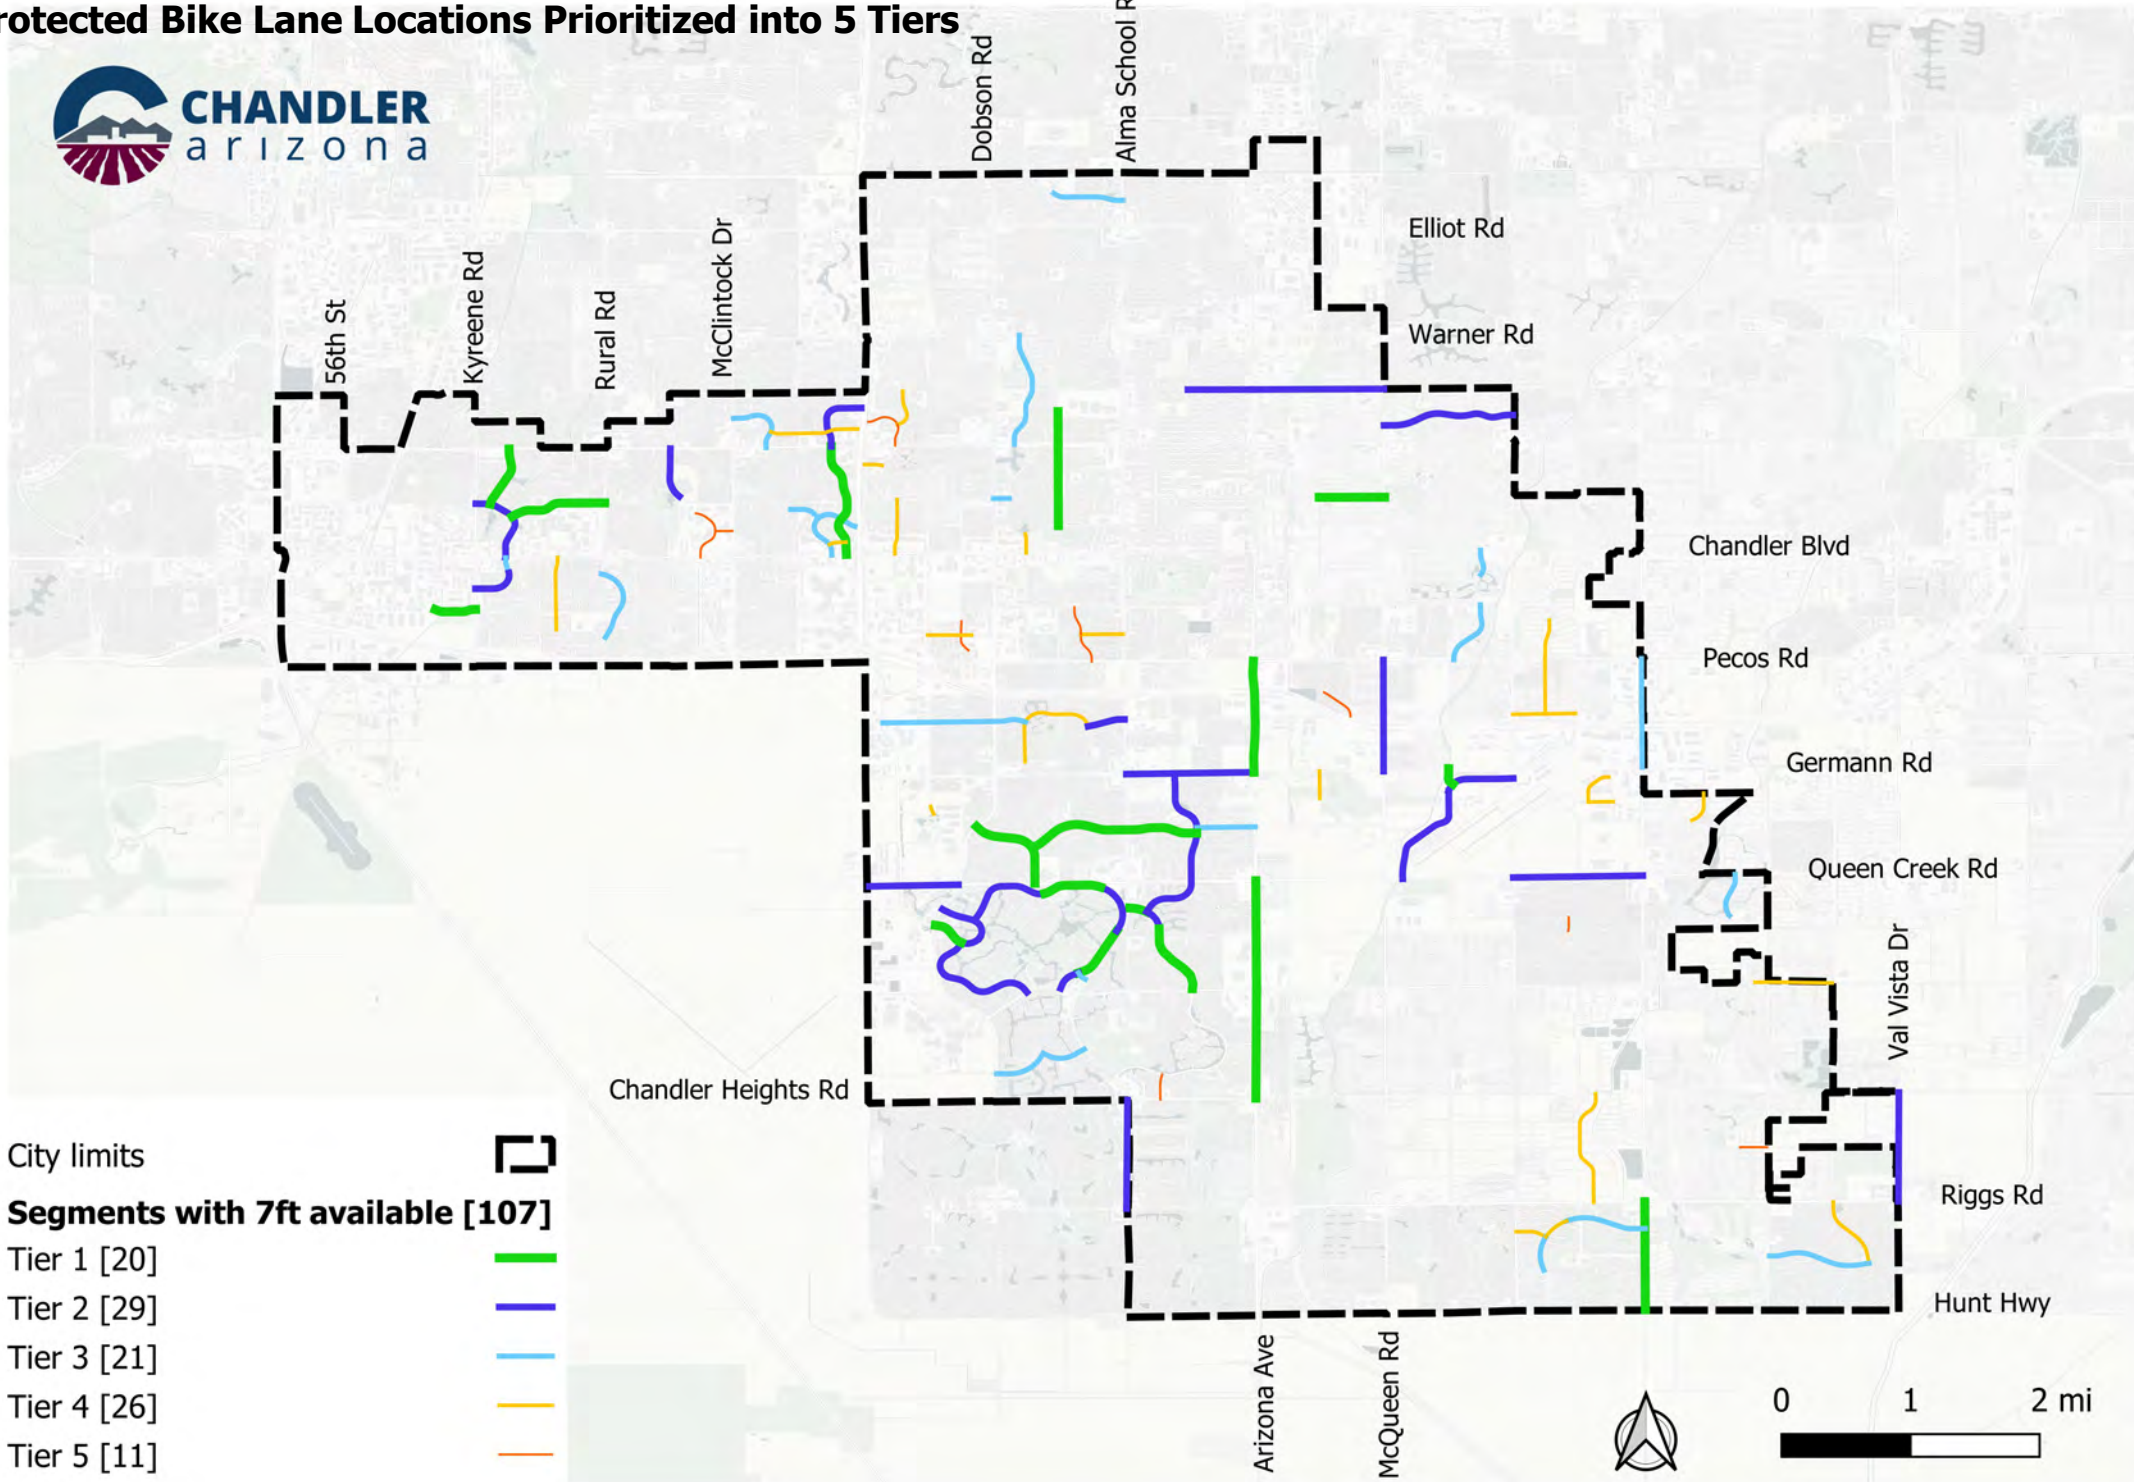 rotected Bike Lane Locations Prioritized into 5 Tiers
CHANDLER
arizona
Dobson Rd
Alma School R
Elliot Rd
Warner Rd
56th St
Kyreene Rd
Rural Rd
McClintock Dr
Chandler Blvd
Pecos Rd
Germann Rd
Queen Creek Rd
Val Vista Dr
Chandler Heights Rd
Riggs Rd
Hunt Hwy
Arizona Ave
McQueen Rd
City limits
Segments with 7ft available [107]
Tier 1 [20]
Tier 2 [29]
Tier 3 [21]
Tier 4 [26]
Tier 5 [11]
0 1 2 mi